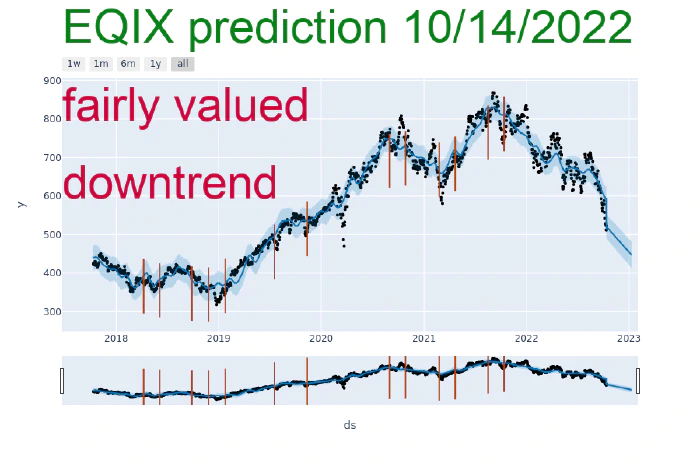 EQIX prediction 10/14/2022
1w 1m 6m 1y all
900
fairly valued
800
700
downtrend
600
y
500
400
300
2018 2019 2020 2021 2022 2023
ds